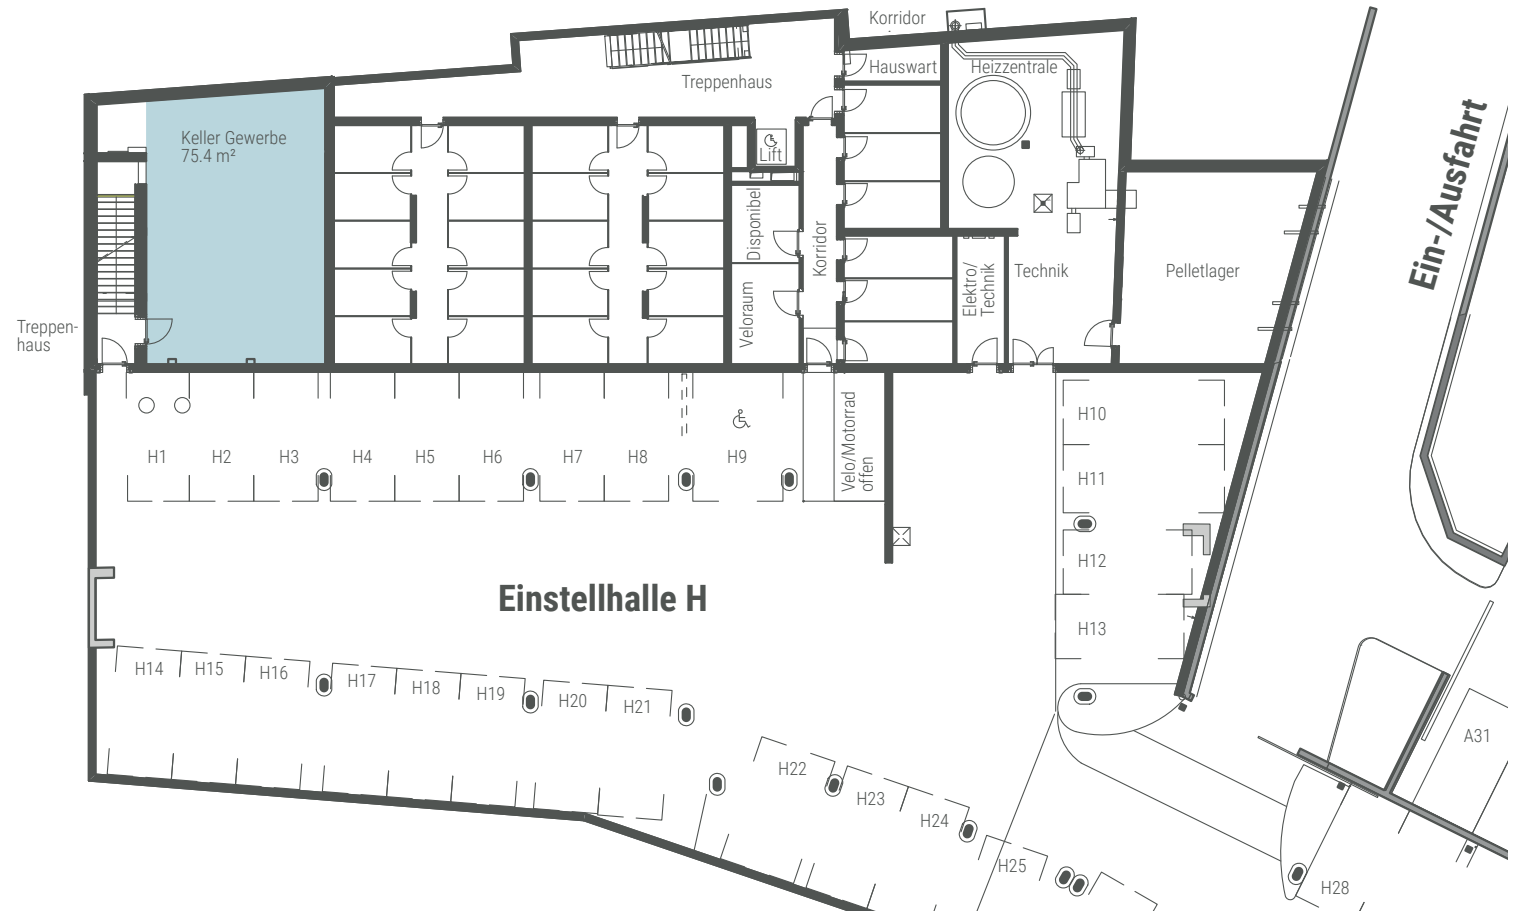 Korridor
Hauswart
Heizzentrale
Treppenhaus
Keller Gewerbe
75.4 m²
Lift
Disponibel
Korridor
Veloraum
Elektro/
Technik
Technik
Pelletlager
Ein-/Ausfahrt
Treppen-
haus
H1
H2
H3
H4
H5
H6
H7
H8
H9
Velo/Motorrad
offen
H10
H11
H12
H13
Einstellhalle H
H14
H15
H16
H17
H18
H19
H20
H21
H22
H23
H24
H25
A31
H28